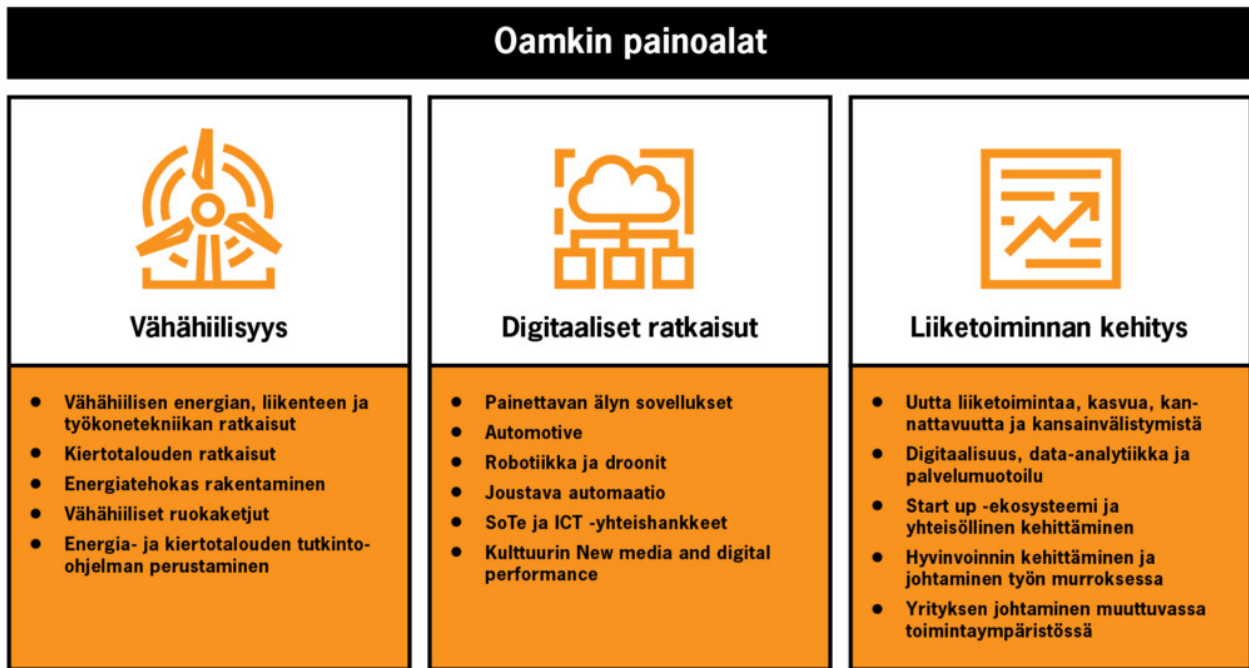 Oamkin painoalat
Vähähiilisyys
• Vähähiilisen energian, liikenteen ja
työkonetekniikan ratkaisut
• Kiertotalouden ratkaisut
• Energiatehokas rakentaminen
• Vähähiiliset ruokaketjut
• Energia- ja kiertotalouden tutkinto-
ohjelman perustaminen
Digitaaliset ratkaisut
• Painettavan älyn sovellukset
• Automotive
• Robotiikka ja droonit
• Joustava automaatio
• SoTe ja ICT -yhteishankkeet
• Kulttuurin New media and digital
performance
Liiketoiminnan kehitys
• Uutta liiketoimintaa, kasvua, kan-
nattavuutta ja kansainvälistymistä
• Digitaalisuus, data-analytiikka ja
palvelumuotoilu
• Start up -ekosysteemi ja
yhteisöllinen kehittäminen
• Hyvinvoinnin kehittäminen ja
johtaminen työn murroksessa
• Yrityksen johtaminen muuttuvassa
toimintaympäristössä